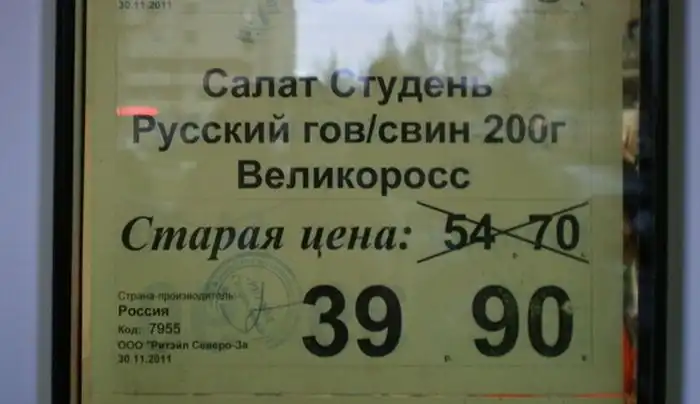 30.11.2011
Салат Студень
Русский гов/свин 200г
Великоросс
Старая цена: 54 р. 70 р.
Страна-производитель:
Россия
Код: 7955
ООО "Ритэйл Северо-За
30.11.2011
39 р. 90 р.